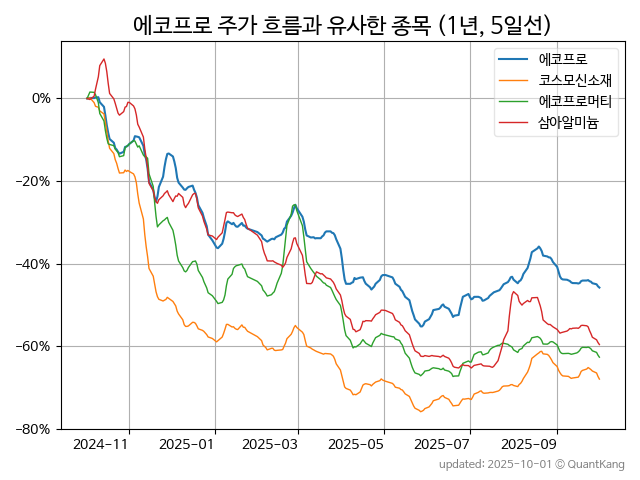 에코프로 주가 흐름과 유사한 종목 (1년, 5일선)
에코프로
코스모신소재
에코프로머티
삼아알미늄
0%
−20%
−40%
−60%
−80%
2024-11 2025-01 2025-03 2025-05 2025-07 2025-09
updated: 2025-10-01 © QuantKang